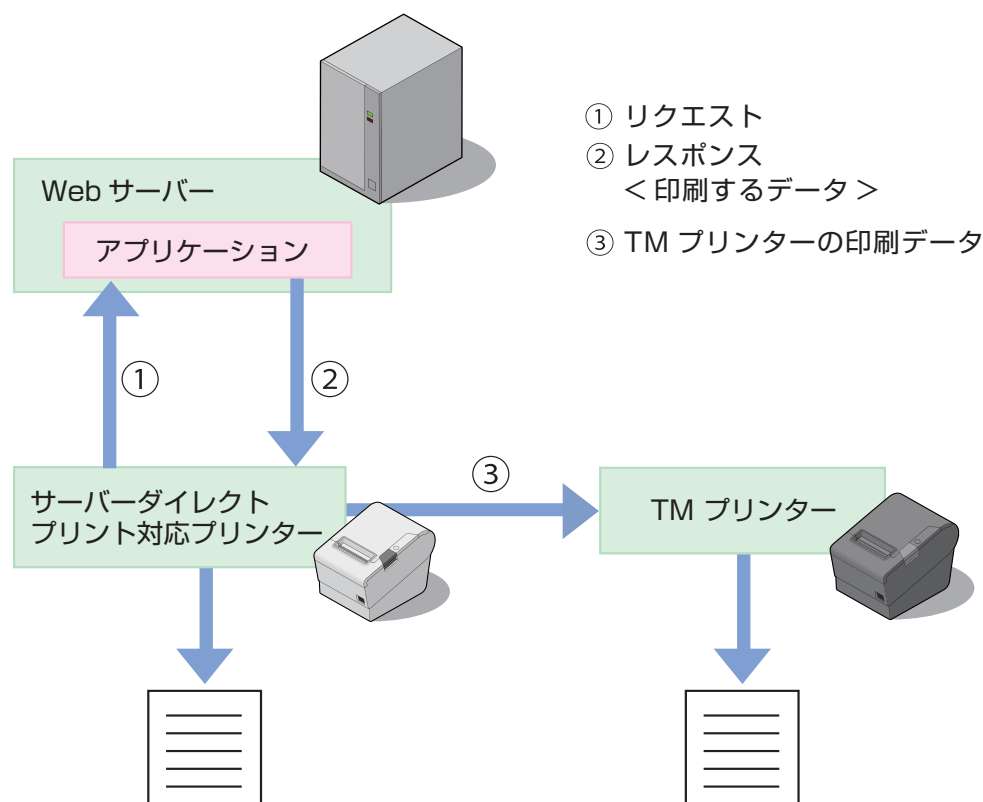 Web サーバー
アプリケーション
① リクエスト
② レスポンス
＜印刷するデータ＞
③ TM プリンターの印刷データ
①
②
③
サーバーダイレクト
プリント対応プリンター
TM プリンター